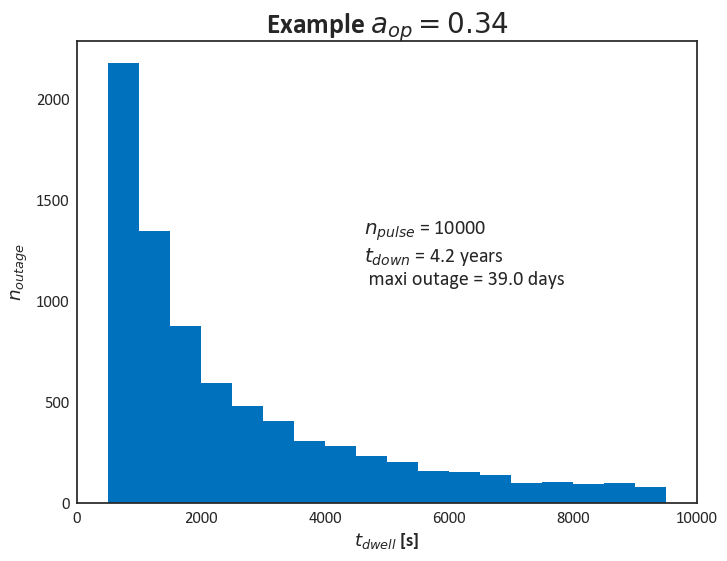 Example a_op = 0.34
2000
1500
1000
500
0
n_outage
n_pulse = 10000
t_down = 4.2 years
maxi outage = 39.0 days
0 2000 4000 6000 8000 10000
t_dwell [s]